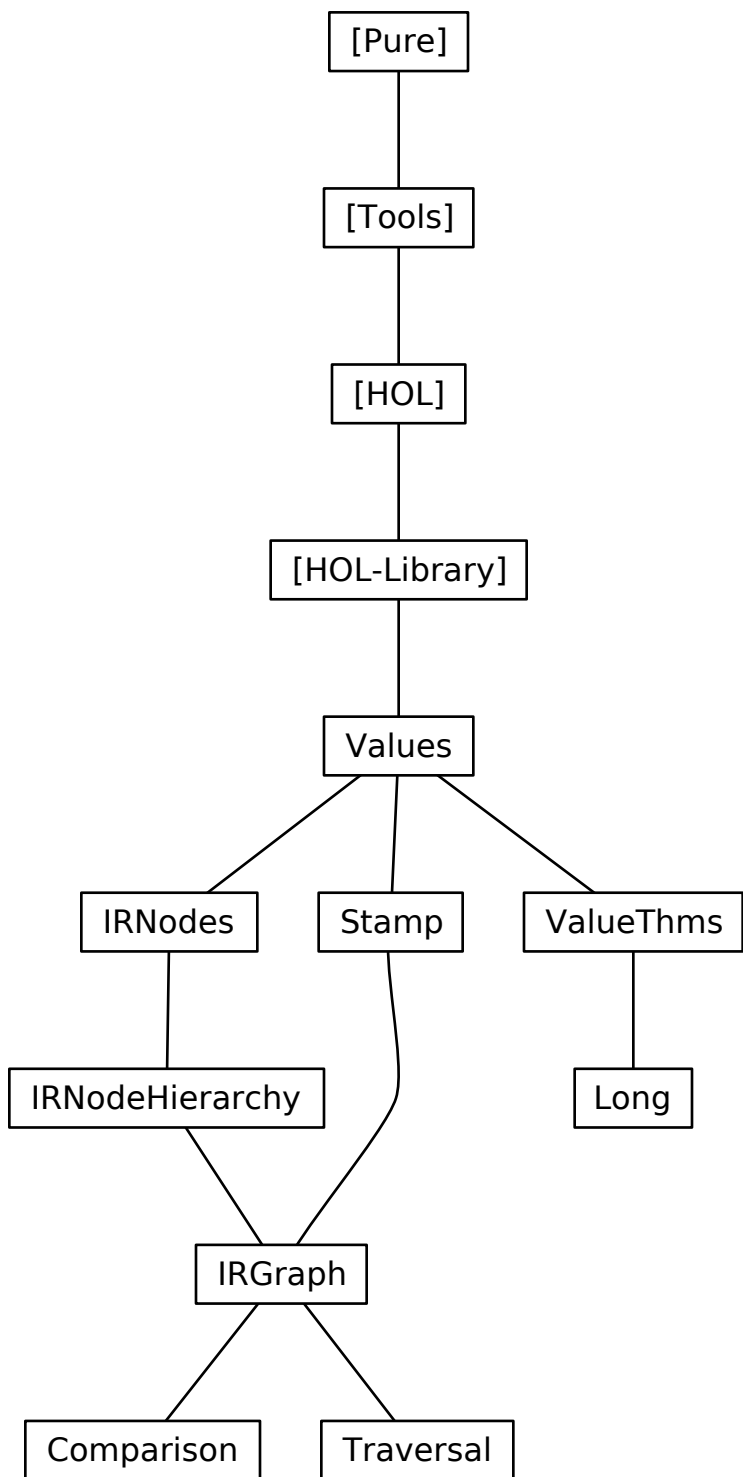 [Pure]
[Tools]
[HOL]
[HOL-Library]
Values
IRNodes
Stamp
ValueThms
IRNodeHierarchy
Long
IRGraph
Comparison
Traversal